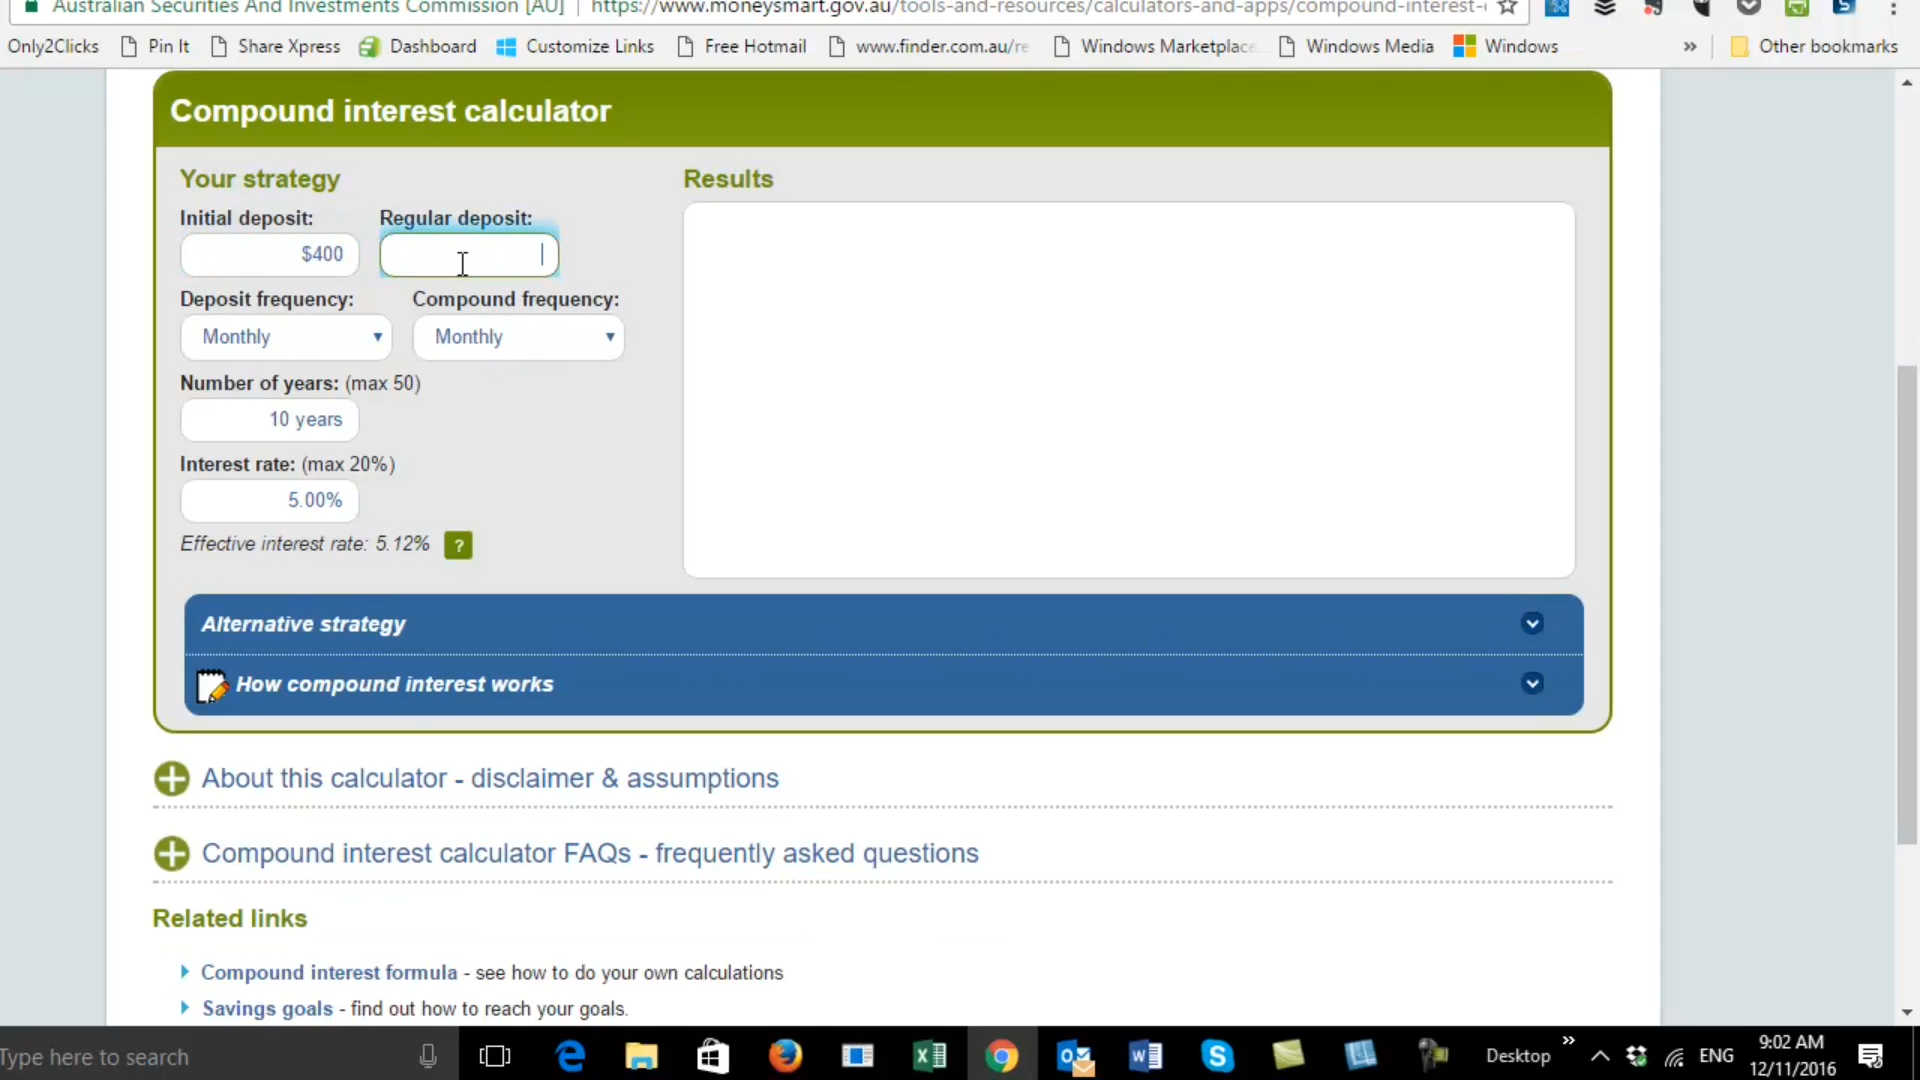 Australian Securities And Investments Commission [AU] | https://www.moneysmart.gov.au/tools-and-resources/calculators-and-apps/compound-interest-
Only2Clicks Pin It Share Xpress Dashboard Customize Links Free Hotmail www.finder.com.au/re Windows Marketplace Windows Media Windows » Other bookmarks
Compound interest calculator
Your strategy
Results
Initial deposit: Regular deposit:
$400
Deposit frequency: Compound frequency:
Monthly Monthly
Number of years: (max 50)
10 years
Interest rate: (max 20%)
5.00%
Effective interest rate: 5.12% ?
Alternative strategy
How compound interest works
About this calculator - disclaimer & assumptions
Compound interest calculator FAQs - frequently asked questions
Related links
Compound interest formula - see how to do your own calculations
Savings goals - find out how to reach your goals.
Type here to search
Desktop » ENG
9:02 AM
12/11/2016